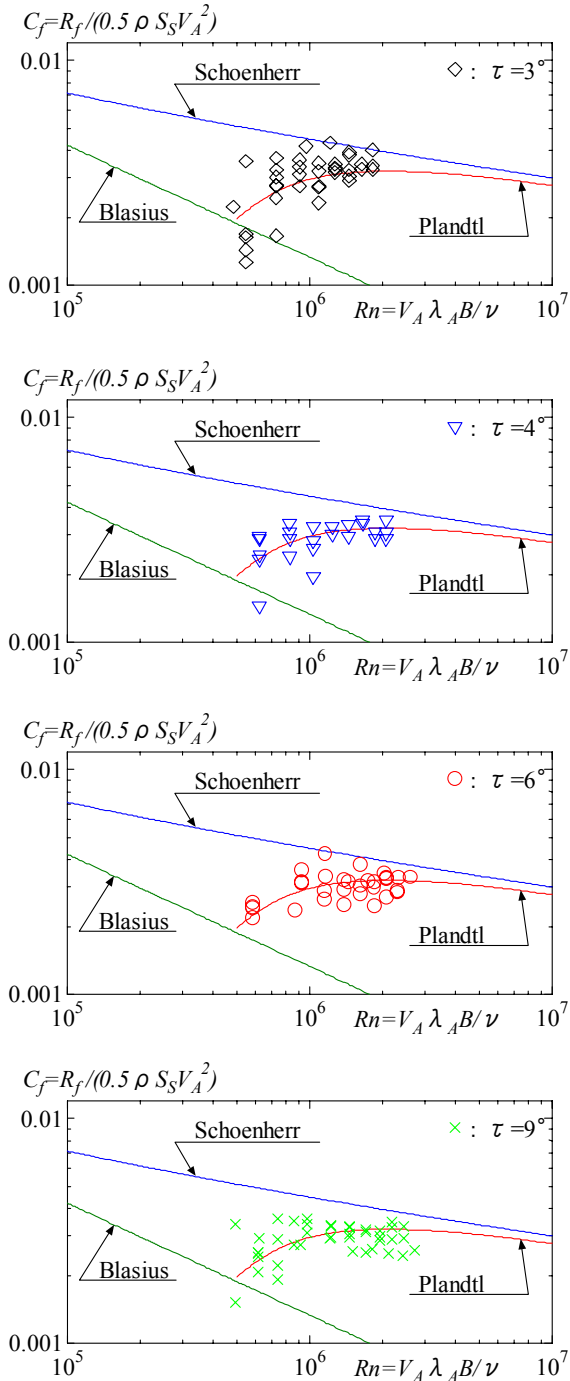 C_f=R_f/(0.5 ρ S_S V_A^2)
0.01
Schoenherr
◇: τ=3°
Blasius
Plandtl
0.001
10^5
10^6
Rn=V_A λ_A B/ν
10^7
C_f=R_f/(0.5 ρ S_S V_A^2)
0.01
Schoenherr
▽: τ=4°
Blasius
Plandtl
0.001
10^5
10^6
Rn=V_A λ_A B/ν
10^7
C_f=R_f/(0.5 ρ S_S V_A^2)
0.01
Schoenherr
○: τ=6°
Blasius
Plandtl
0.001
10^5
10^6
Rn=V_A λ_A B/ν
10^7
C_f=R_f/(0.5 ρ S_S V_A^2)
0.01
Schoenherr
×: τ=9°
Blasius
Plandtl
0.001
10^5
10^6
Rn=V_A λ_A B/ν
10^7